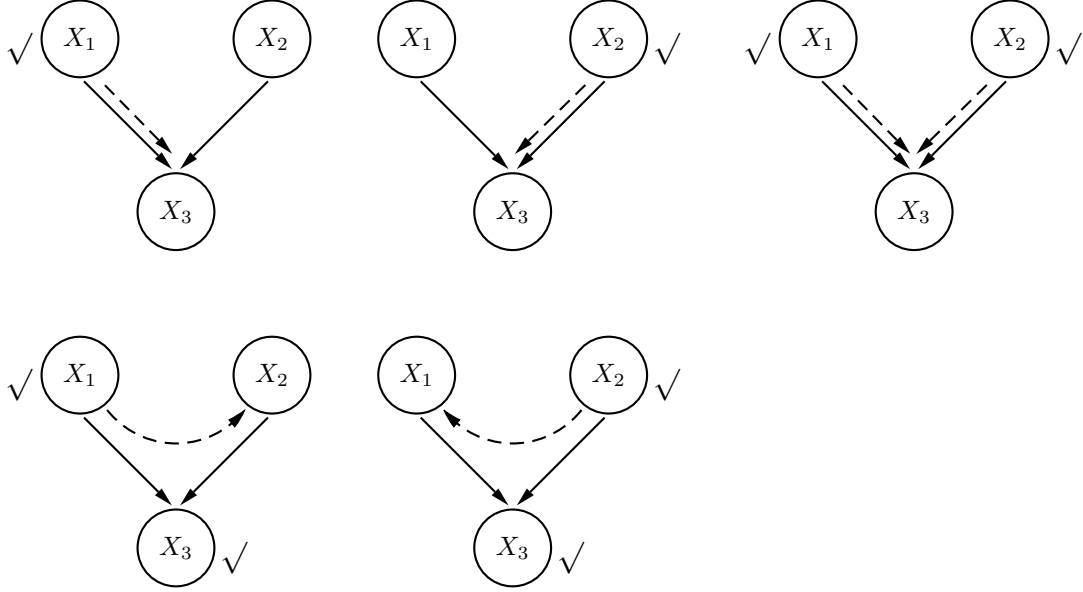 √ X₁ X₂ X₁ X₂ √ √ X₁ X₂ √
X₃ X₃ X₃
√ X₁ X₂ X₁ X₂ √
X₃ √ X₃ √